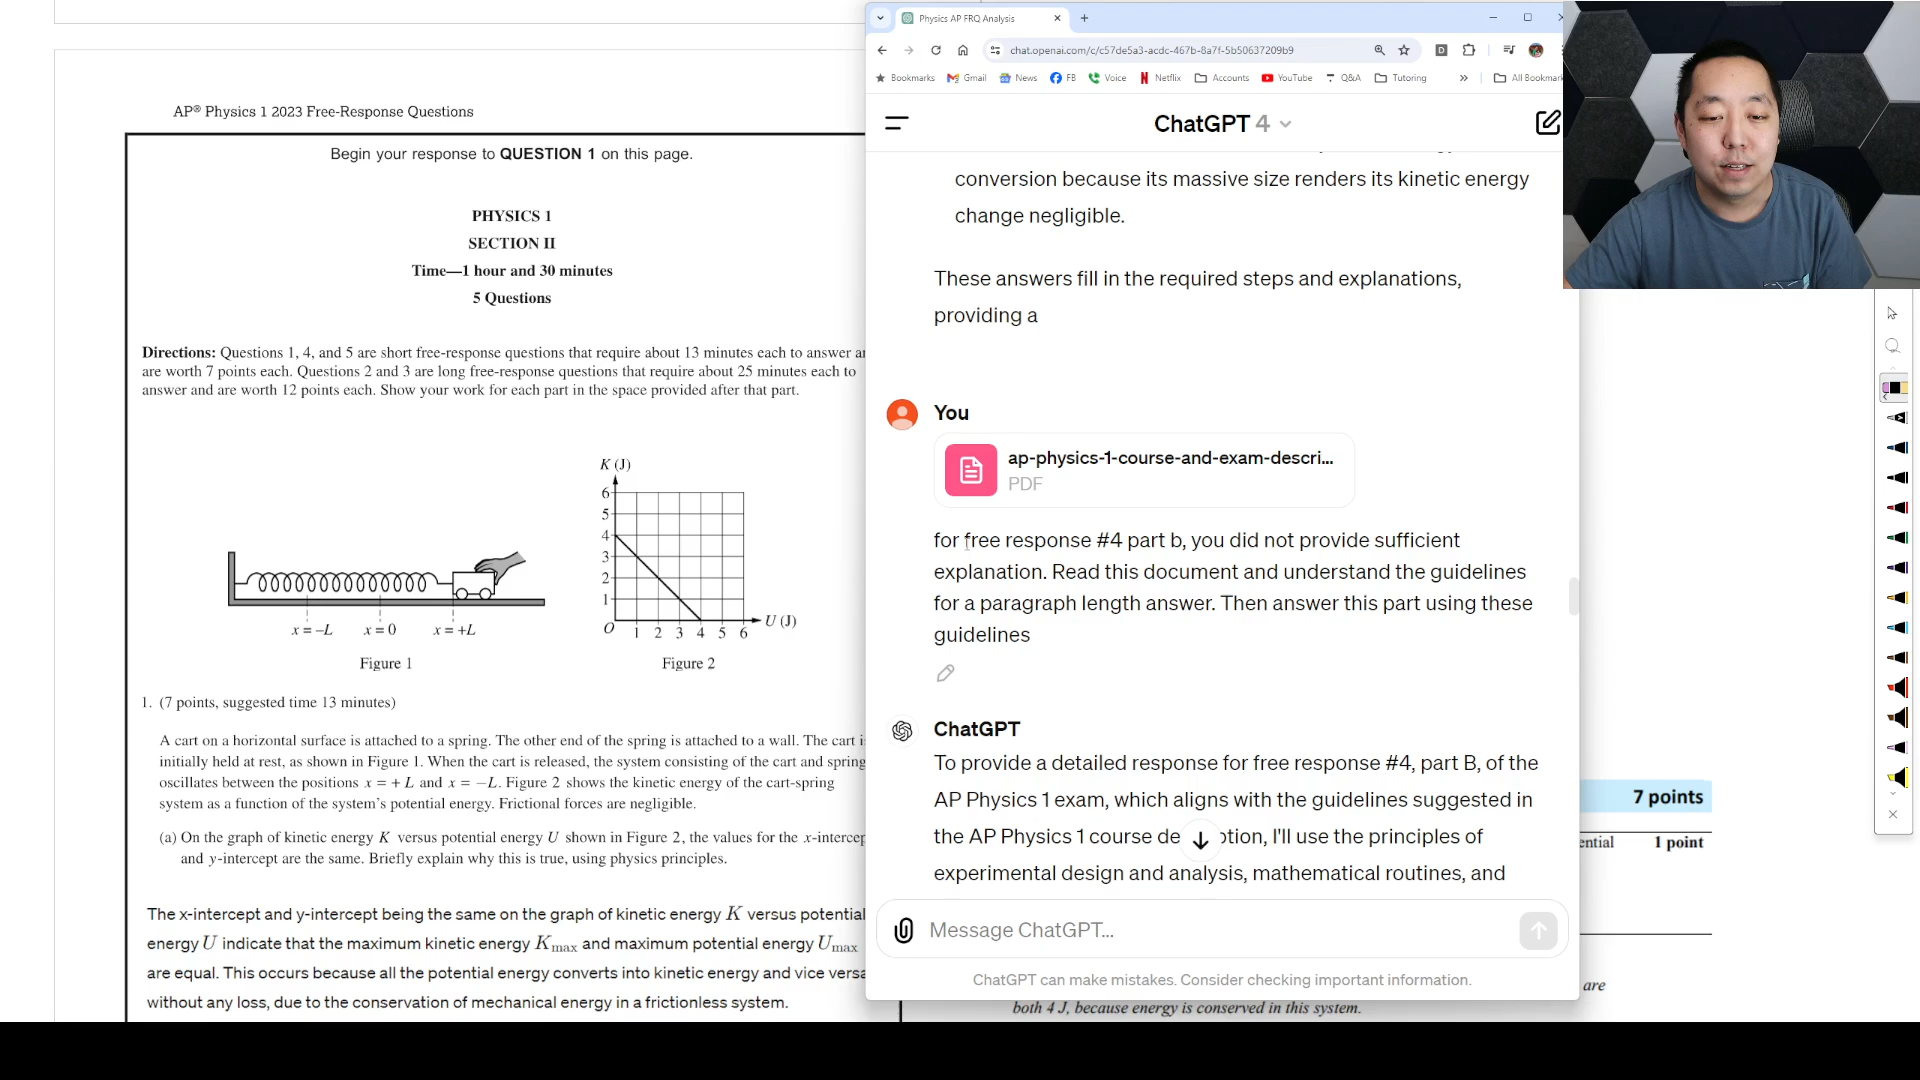 AP® Physics 1 2023 Free-Response Questions
Begin your response to QUESTION 1 on this page.
PHYSICS 1
SECTION II
Time—1 hour and 30 minutes
5 Questions
Directions: Questions 1, 4, and 5 are short free-response questions that require about 13 minutes each to answer
are worth 7 points each. Questions 2 and 3 are long free-response questions that require about 25 minutes each to
answer and are worth 12 points each. Show your work for each part in the space provided after that part.
K (J)
6
5
4
3
2
1
O 1 2 3 4 5 6 U (J)
x = –L x = 0 x = +L
Figure 1 Figure 2
1. (7 points, suggested time 13 minutes)
A cart on a horizontal surface is attached to a spring. The other end of the spring is attached to a wall. The cart
initially held at rest, as shown in Figure 1. When the cart is released, the system consisting of the cart and spring
oscillates between the positions x = + L and x = –L. Figure 2 shows the kinetic energy of the cart-spring
system as a function of the system's potential energy. Frictional forces are negligible.
(a) On the graph of kinetic energy K versus potential energy U shown in Figure 2, the values for the x-intercep
and y-intercept are the same. Briefly explain why this is true, using physics principles.
The x-intercept and y-intercept being the same on the graph of kinetic energy K versus potential
energy U indicate that the maximum kinetic energy Kmax and maximum potential energy Umax
are equal. This occurs because all the potential energy converts into kinetic energy and vice versa
without any loss, due to the conservation of mechanical energy in a frictionless system.
Physics AP FRQ Analysis
chat.openai.com/c/c57de5a3-acdc-467b-8a7f-5b50637209b9
Bookmarks Gmail News FB Voice Netflix Accounts YouTube Q&A Tutoring » All Bookmark
ChatGPT 4
conversion because its massive size renders its kinetic energy
change negligible.
These answers fill in the required steps and explanations,
providing a
You
ap-physics-1-course-and-exam-descri...
PDF
for free response #4 part b, you did not provide sufficient
explanation. Read this document and understand the guidelines
for a paragraph length answer. Then answer this part using these
guidelines
ChatGPT
To provide a detailed response for free response #4, part B, of the
AP Physics 1 exam, which aligns with the guidelines suggested in
the AP Physics 1 course de ption, I'll use the principles of
experimental design and analysis, mathematical routines, and
Message ChatGPT...
ChatGPT can make mistakes. Consider checking important information.
7 points
ential 1 point
are
both 4 J, because energy is conserved in this system.